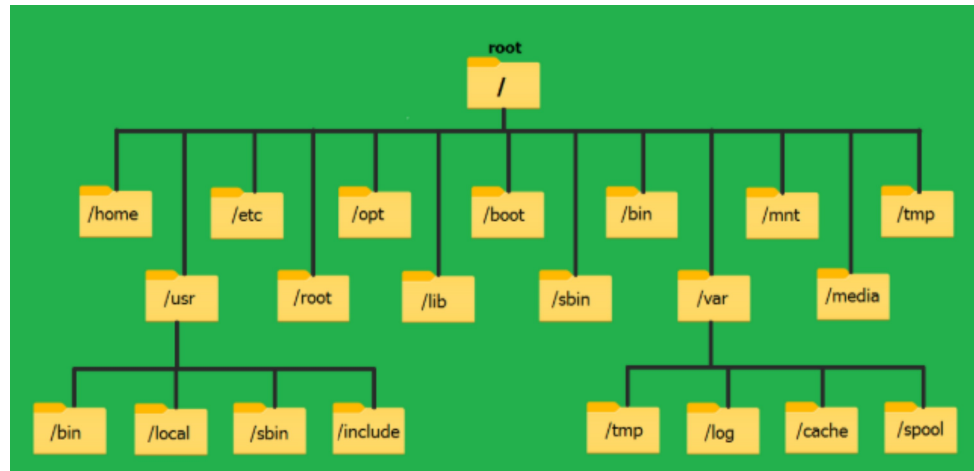 root
/
/home
/etc
/opt
/boot
/bin
/mnt
/tmp
/usr
/root
/lib
/sbin
/var
/media
/bin
/local
/sbin
/include
/tmp
/log
/cache
/spool